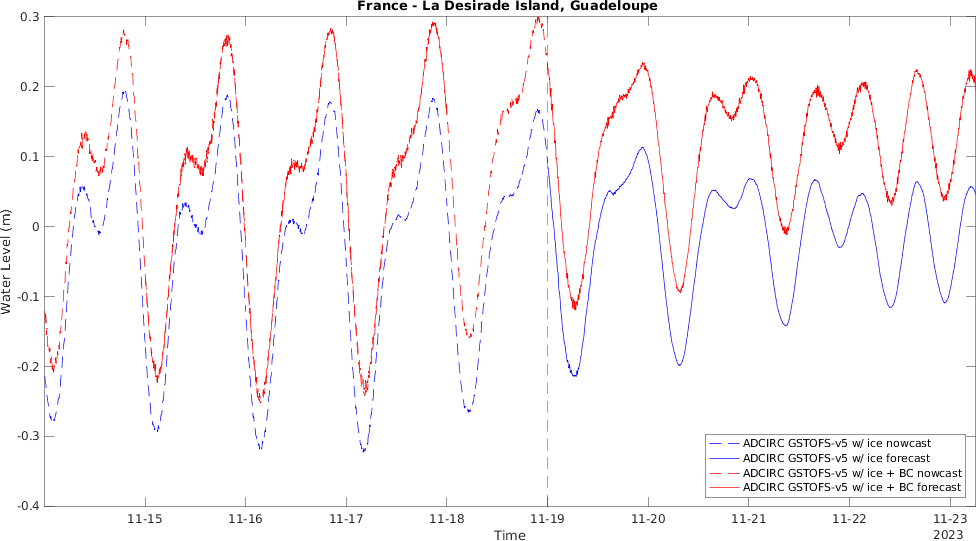 France - La Desirade Island, Guadeloupe
0.3
0.2
0.1
0
-0.1
-0.2
-0.3
-0.4
Water Level (m)
11-15
11-16
11-17
11-18
11-19
11-20
11-21
11-22
11-23
2023
Time
ADCIRC GSTOFS-v5 w/ ice nowcast
ADCIRC GSTOFS-v5 w/ ice forecast
ADCIRC GSTOFS-v5 w/ ice + BC nowcast
ADCIRC GSTOFS-v5 w/ ice + BC forecast